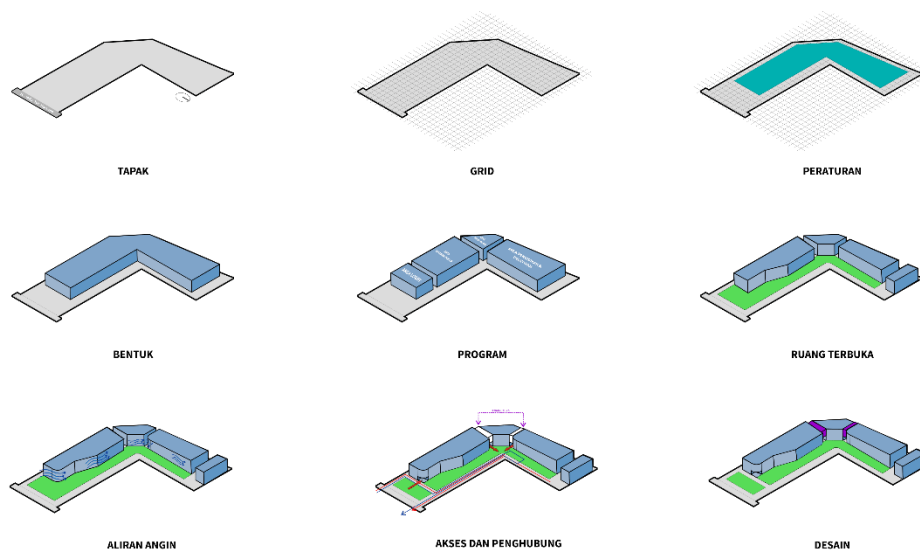 TAPAK
GRID
PERATURAN
BENTUK
PROGRAM
RUANG TERBUKA
ALIRAN ANGIN
AKSES DAN PENGHUBUNG
DESAIN